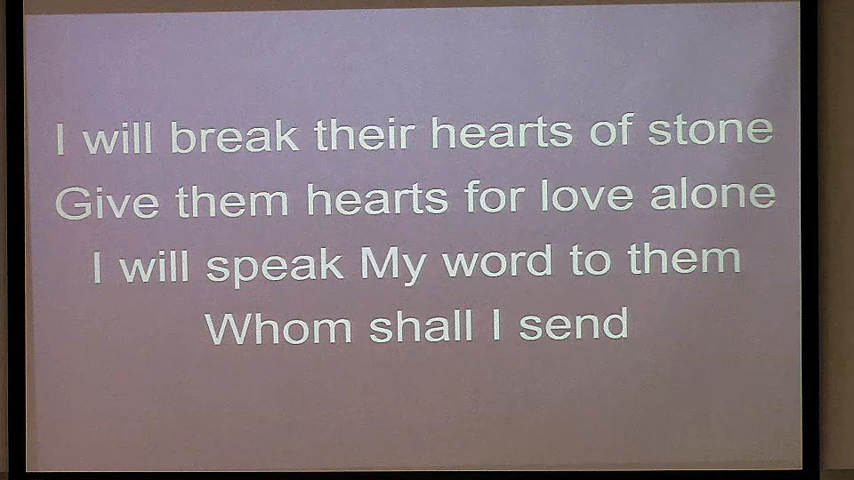 I will break their hearts of stone
Give them hearts for love alone
I will speak My word to them
Whom shall I send